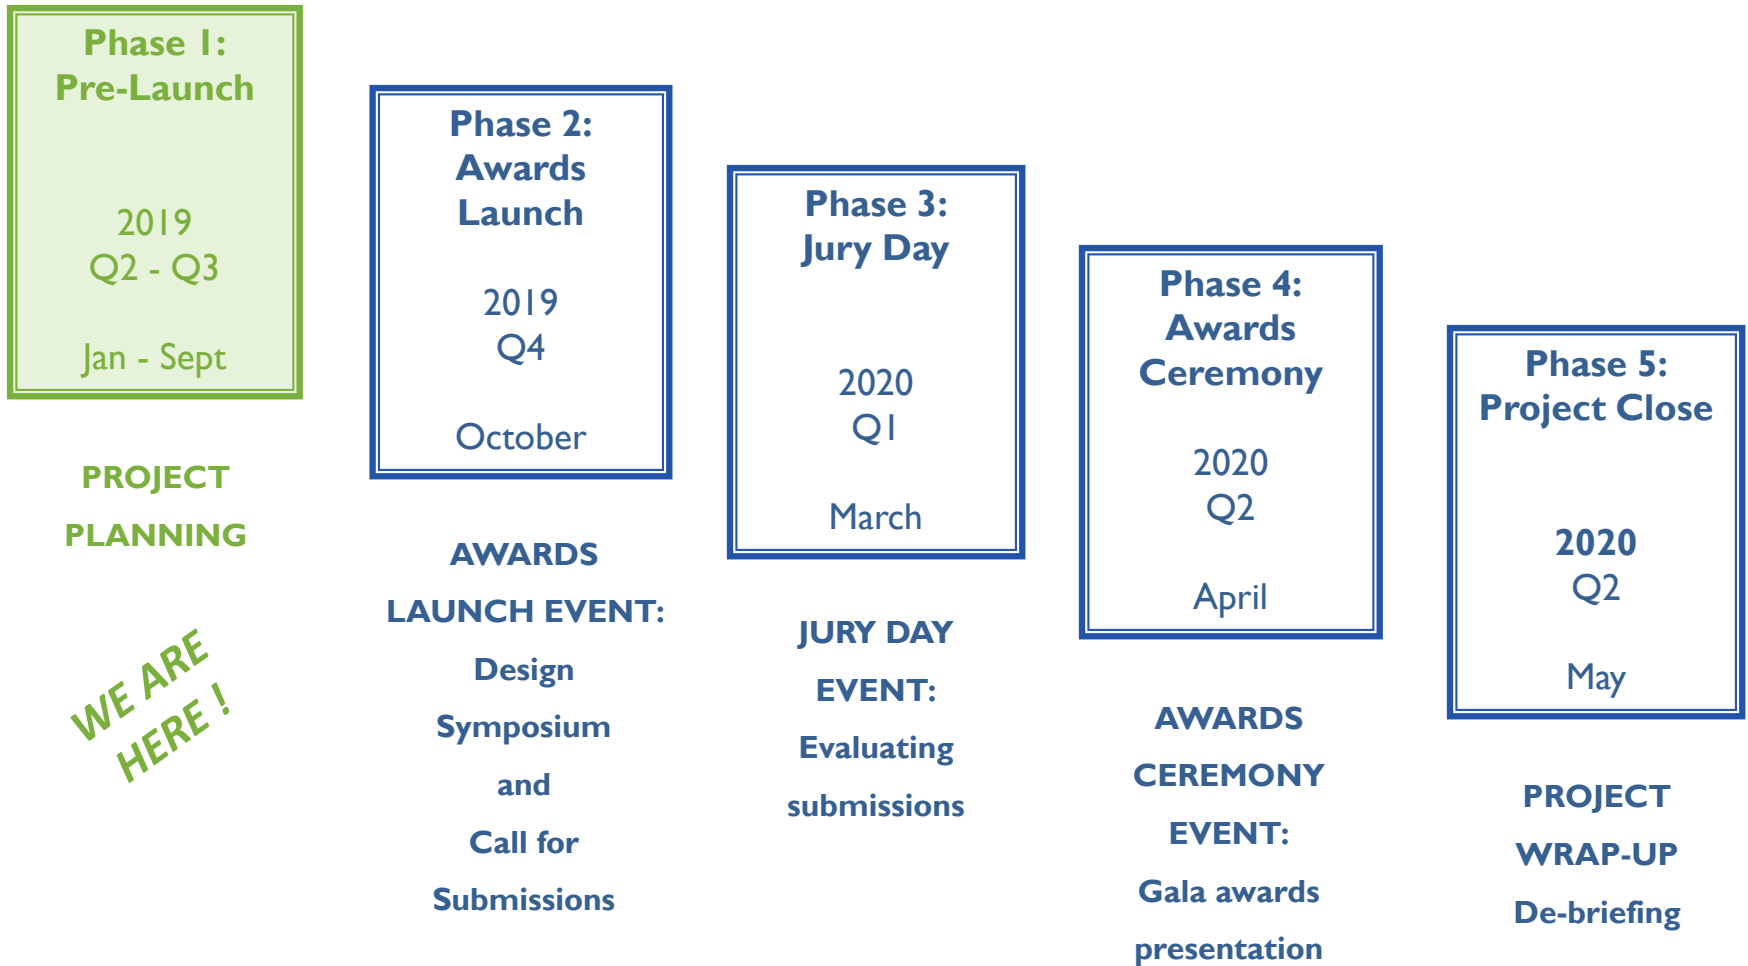 Phase 1:
Pre-Launch
2019
Q2 - Q3
Jan - Sept
PROJECT
PLANNING
WE ARE
HERE !
Phase 2:
Awards
Launch
2019
Q4
October
AWARDS
LAUNCH EVENT:
Design
Symposium
and
Call for
Submissions
Phase 3:
Jury Day
2020
Q1
March
JURY DAY
EVENT:
Evaluating
submissions
Phase 4:
Awards
Ceremony
2020
Q2
April
AWARDS
CEREMONY
EVENT:
Gala awards
presentation
Phase 5:
Project Close
2020
Q2
May
PROJECT
WRAP-UP
De-briefing